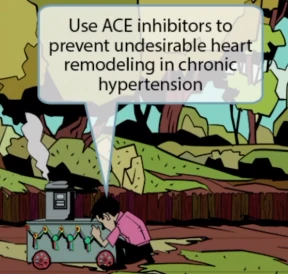 Use ACE inhibitors to
prevent undesirable heart
remodeling in chronic
hypertension